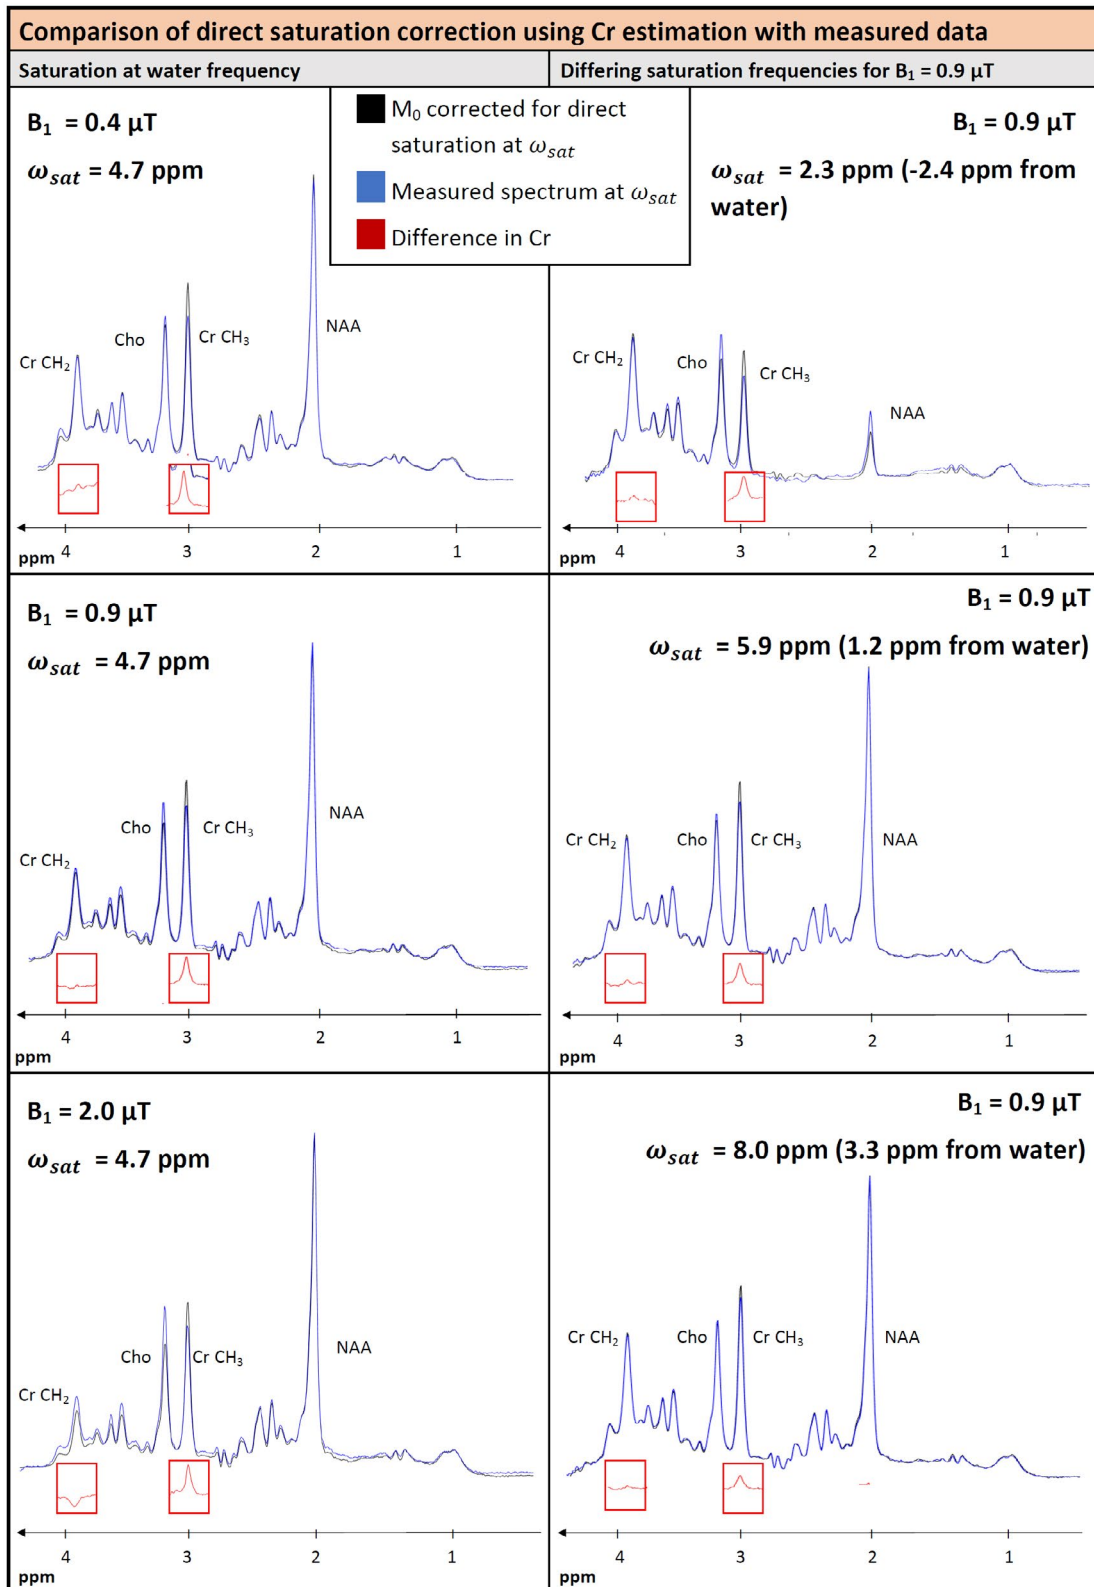 Comparison of direct saturation correction using Cr estimation with measured data
Saturation at water frequency
Differing saturation frequencies for B₁ = 0.9 μT
M₀ corrected for direct
saturation at ω_sat
Measured spectrum at ω_sat
Difference in Cr
B₁ = 0.4 μT
ω_sat = 4.7 ppm
Cr CH₂
Cho
Cr CH₃
NAA
ppm
4
3
2
1
B₁ = 0.9 μT
ω_sat = 2.3 ppm (-2.4 ppm from
water)
Cr CH₂
Cho
Cr CH₃
NAA
ppm
4
3
2
1
B₁ = 0.9 μT
ω_sat = 4.7 ppm
Cr CH₂
Cho
Cr CH₃
NAA
ppm
4
3
2
1
B₁ = 0.9 μT
ω_sat = 5.9 ppm (1.2 ppm from water)
Cr CH₂
Cho
Cr CH₃
NAA
ppm
4
3
2
1
B₁ = 2.0 μT
ω_sat = 4.7 ppm
Cr CH₂
Cho
Cr CH₃
NAA
ppm
4
3
2
1
B₁ = 0.9 μT
ω_sat = 8.0 ppm (3.3 ppm from water)
Cr CH₂
Cho
Cr CH₃
NAA
ppm
4
3
2
1